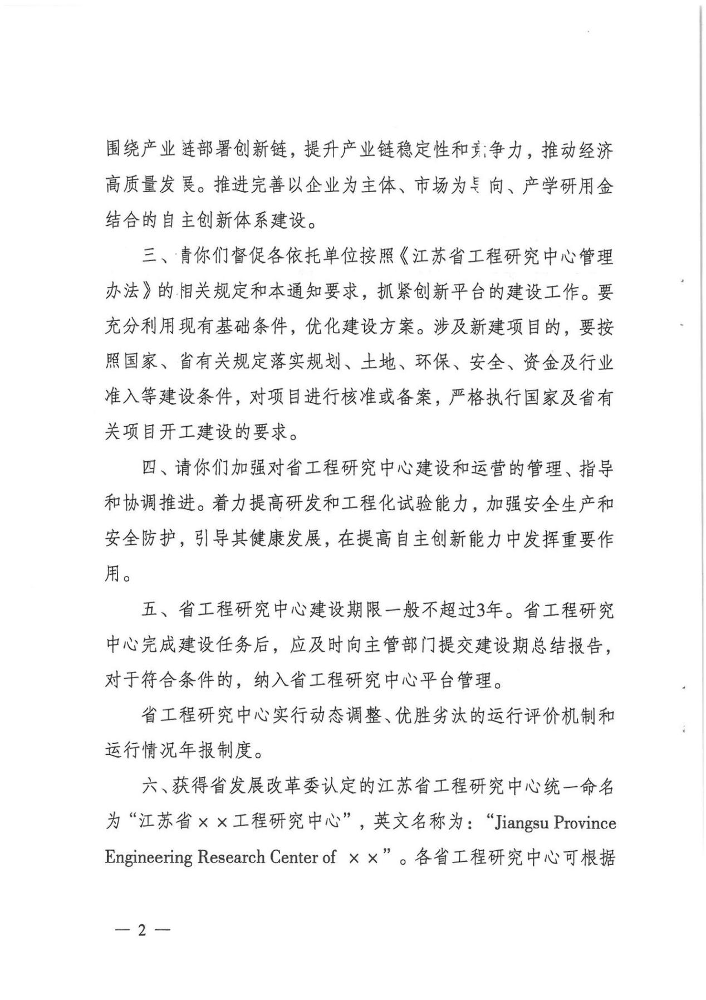 围绕产业链部署创新链，提升产业链稳定性和竞争力，推动经济
高质量发展。推进完善以企业为主体、市场为导向、产学研用金
结合的自主创新体系建设。
三、请你们督促各依托单位按照《江苏省工程研究中心管理
办法》的相关规定和本通知要求，抓紧创新平台的建设工作。要
充分利用现有基础条件，优化建设方案。涉及新建项目的，要按
照国家、省有关规定落实规划、土地、环保、安全、资金及行业
准入等建设条件，对项目进行核准或备案，严格执行国家及省有
关项目开工建设的要求。
四、请你们加强对省工程研究中心建设和运营的管理、指导
和协调推进。着力提高研发和工程化试验能力，加强安全生产和
安全防护，引导其健康发展，在提高自主创新能力中发挥重要作
用。
五、省工程研究中心建设期限一般不超过3年。省工程研究
中心完成建设任务后，应及时向主管部门提交建设期总结报告，
对于符合条件的，纳入省工程研究中心平台管理。
省工程研究中心实行动态调整、优胜劣汰的运行评价机制和
运行情况年报制度。
六、获得省发展改革委认定的江苏省工程研究中心统一命名
为“江苏省××工程研究中心”，英文名称为：“Jiangsu Province
Engineering Research Center of ××”。各省工程研究中心可根据
— 2 —